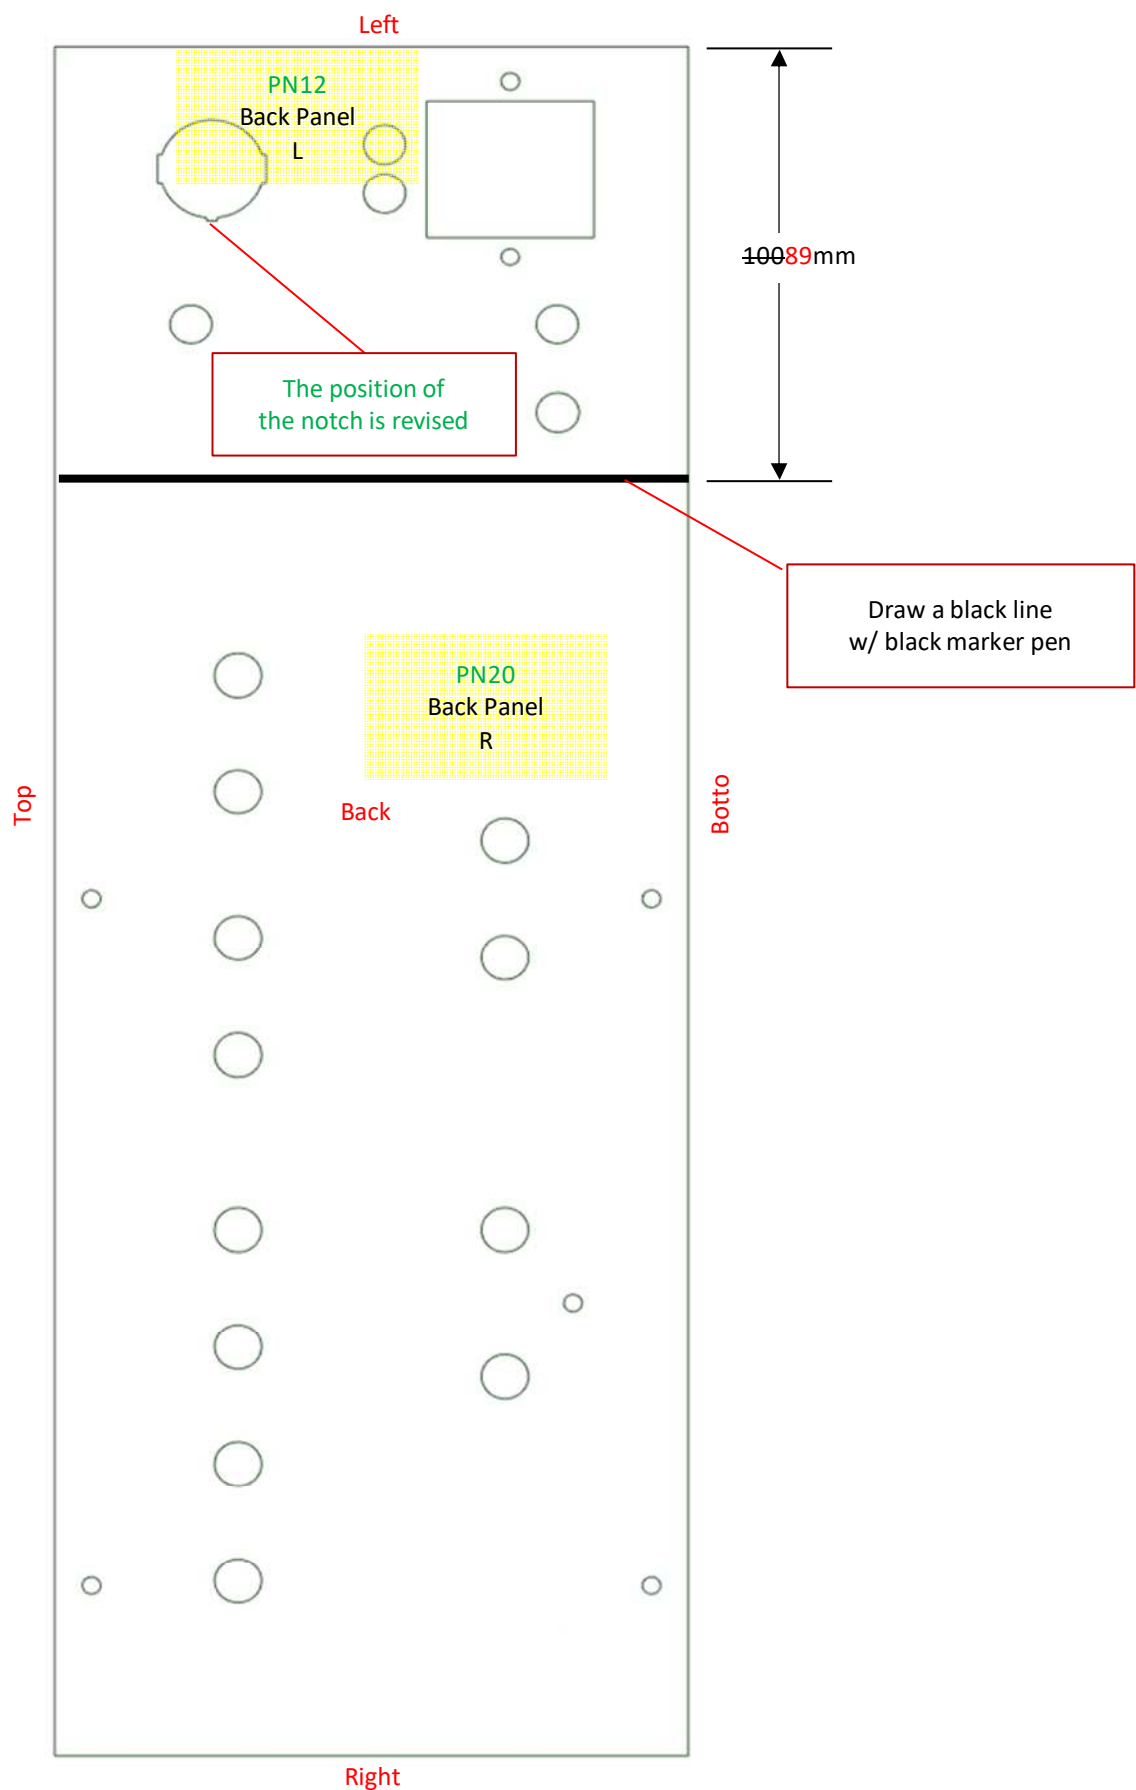 Left
PN12
Back Panel
L
10089mm
The position of
the notch is revised
Draw a black line
w/ black marker pen
PN20
Back Panel
R
Top
Back
Botto
Right